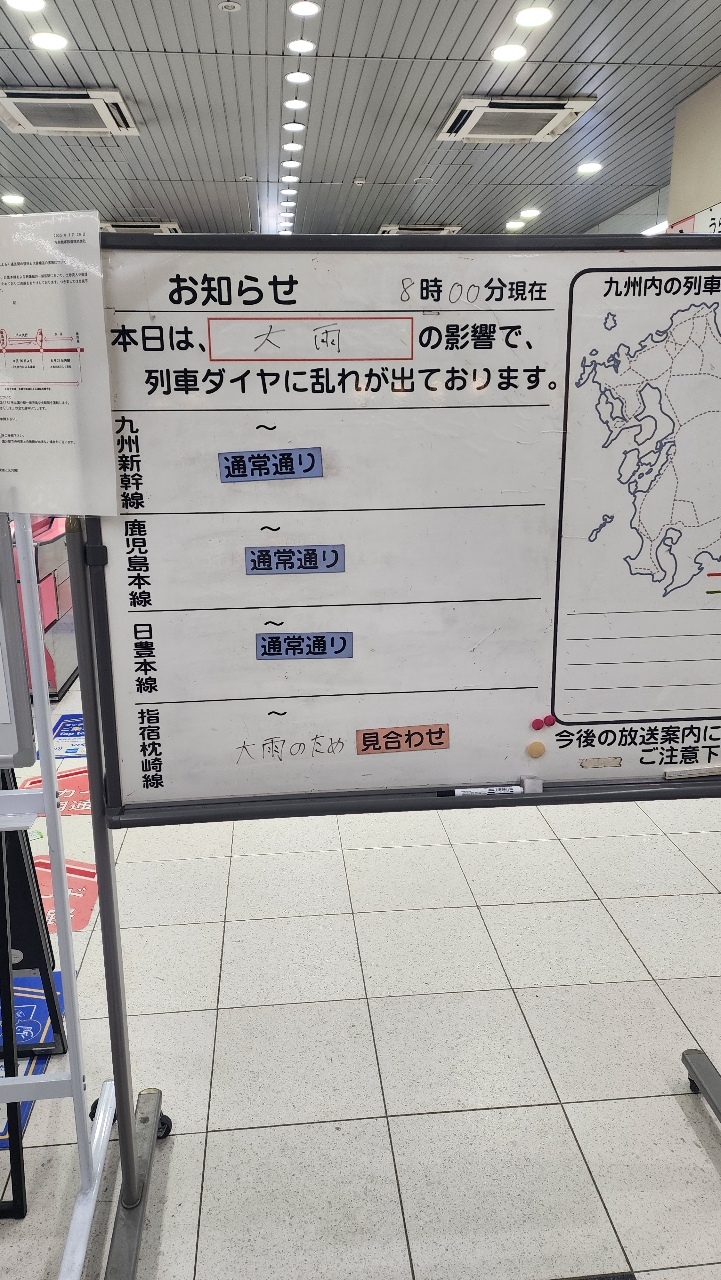 お知らせ
8時00分現在
本日は、大雨の影響で、
列車ダイヤに乱れが出ております。
九州新幹線
～
通常通り
鹿児島本線
～
通常通り
日豊本線
～
通常通り
指宿枕崎線
～
大雨のため 見合わせ
九州内の列車
今後の放送案内に
ご注意下